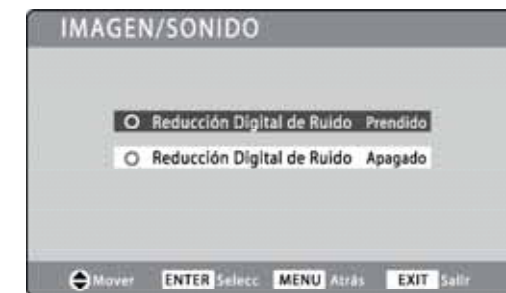 IMAGEN/SONIDO
Reducción Digital de Ruido Prendido
Reducción Digital de Ruido Apagado
Mover ENTER Selecc MENU Atrás EXIT Salir